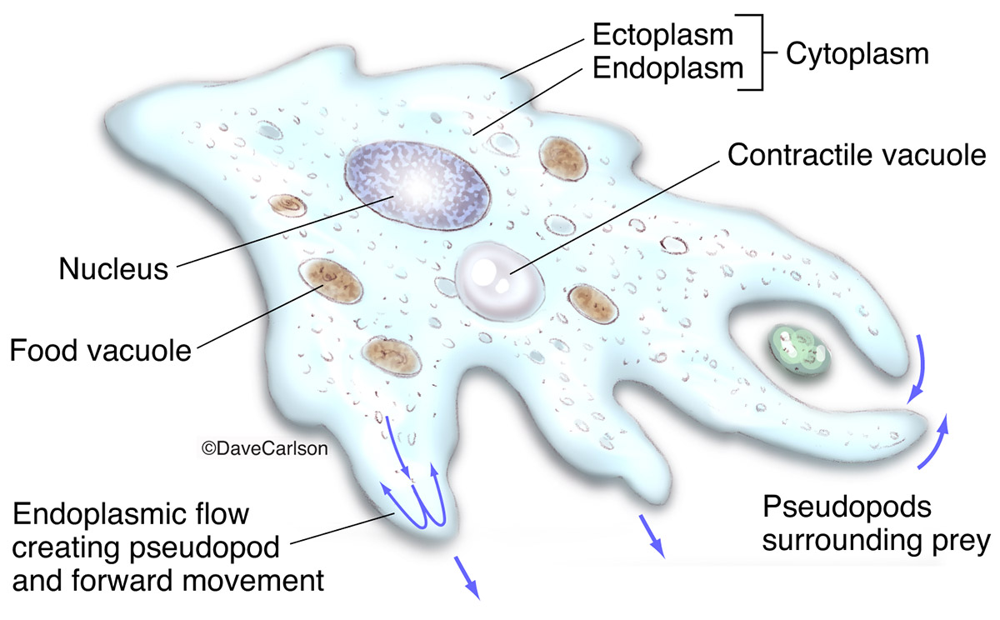 Ectoplasm
Endoplasm
Cytoplasm
Contractile vacuole
Nucleus
Food vacuole
©DaveCarlson
Endoplasmic flow
creating pseudopod
and forward movement
Pseudopods
surrounding prey